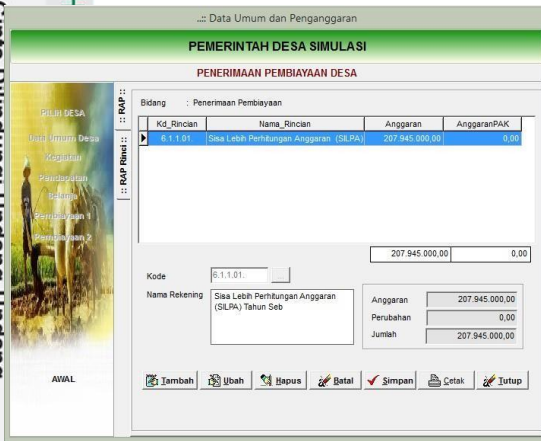 ..:: Data Umum dan Penganggaran
PEMERINTAH DESA SIMULASI
PENERIMAAN PEMBIAYAAN DESA
PILIH DESA
Data Umum Desa
Kegiatan
Pendapatan
Belanja
Pembiayaan 1
Pembiayaan 2
AWAL
:: RAP ::
:: RAP Rinci ::
Bidang : Penerimaan Pembiayaan
Kd_Rincian Nama_Rincian Anggaran AnggaranPAK
6.1.1.01. Sisa Lebih Perhitungan Anggaran (SILPA) 207.945.000,00 0,00
207.945.000,00 0,00
Kode 6.1.1.01. ...
Nama Rekening Sisa Lebih Perhitungan Anggaran
(SILPA) Tahun Seb
Anggaran 207.945.000,00
Perubahan 0,00
Jumlah 207.945.000,00
Tambah Ubah Hapus Batal Simpan Cetak Tutup